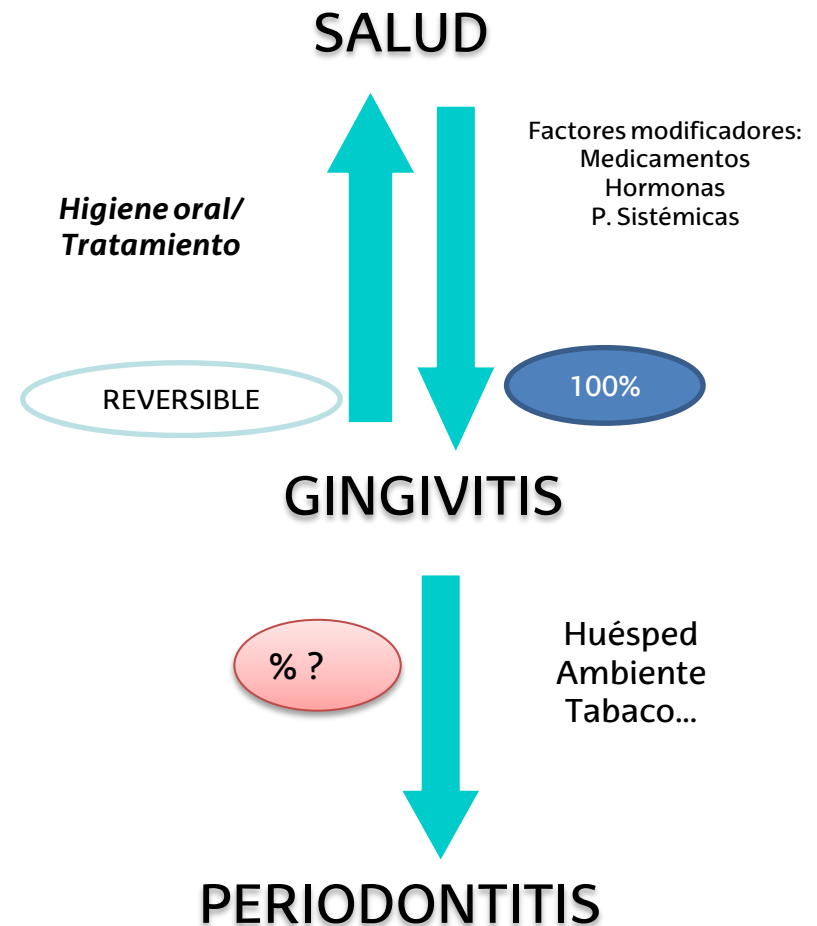 SALUD
Factores modificadores:
Medicamentos
Hormonas
P. Sistémicas
Higiene oral/
Tratamiento
REVERSIBLE
100%
GINGIVITIS
% ?
Huésped
Ambiente
Tabaco...
PERIODONTITIS